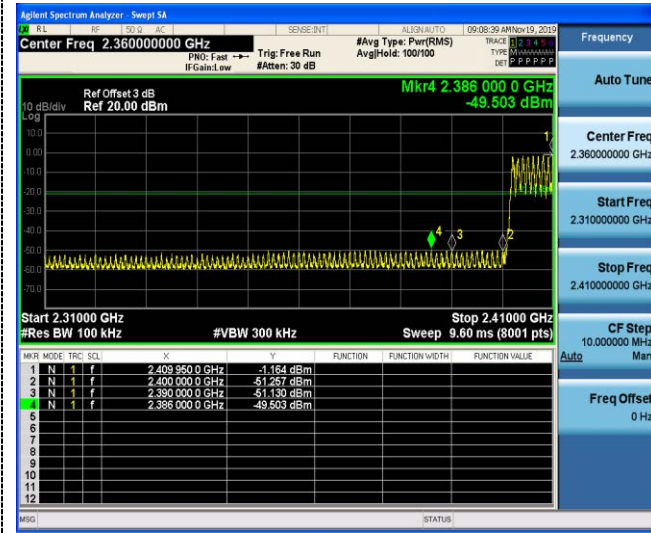 Agilent Spectrum Analyzer - Swept SA
RL RF 50 Ω AC SENSE:INT ALIGNAUTO 09:08:39 AM Nov 19, 2019
Center Freq 2.360000000 GHz
PNO: Fast
IFGain:Low
Trig: Free Run
#Atten: 30 dB
#Avg Type: Pwr(RMS)
Avg|Hold: 100/100
TRACE 1 2 3 4 5 6
TYPE M
DET P P P P P P
Frequency
Auto Tune
Mkr4 2.386 000 0 GHz
-49.503 dBm
Ref Offset 3 dB
10 dB/div Ref 20.00 dBm
Log
10.0
0.00
-10.0
-20.0
-30.0
-40.0
-50.0
-60.0
-70.0
1
2
3
4
Center Freq
2.360000000 GHz
Start Freq
2.310000000 GHz
Stop Freq
2.410000000 GHz
CF Step
10.000000 MHz
Auto Man
Freq Offset
0 Hz
Start 2.31000 GHz Stop 2.41000 GHz
#Res BW 100 kHz #VBW 300 kHz Sweep 9.60 ms (8001 pts)
MKR MODE TRC SCL X Y FUNCTION FUNCTION WIDTH FUNCTION VALUE
1 N 1 f 2.409 950 0 GHz -1.164 dBm
2 N 1 f 2.400 000 0 GHz -51.257 dBm
3 N 1 f 2.390 000 0 GHz -51.130 dBm
4 N 1 f 2.386 000 0 GHz -49.503 dBm
5
6
7
8
9
10
11
12
MSG STATUS